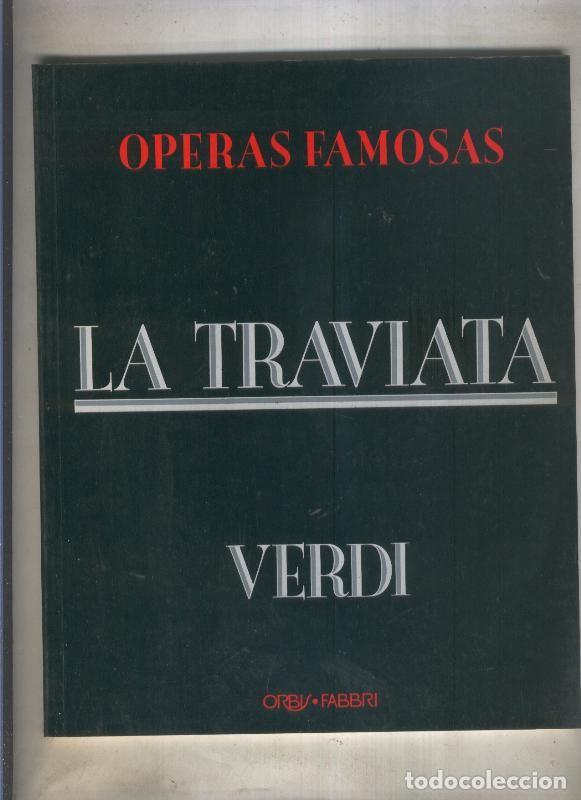 OPERAS FAMOSAS
LA TRAVIATA
VERDI
ORBIS•FABBRI
todocoleccion